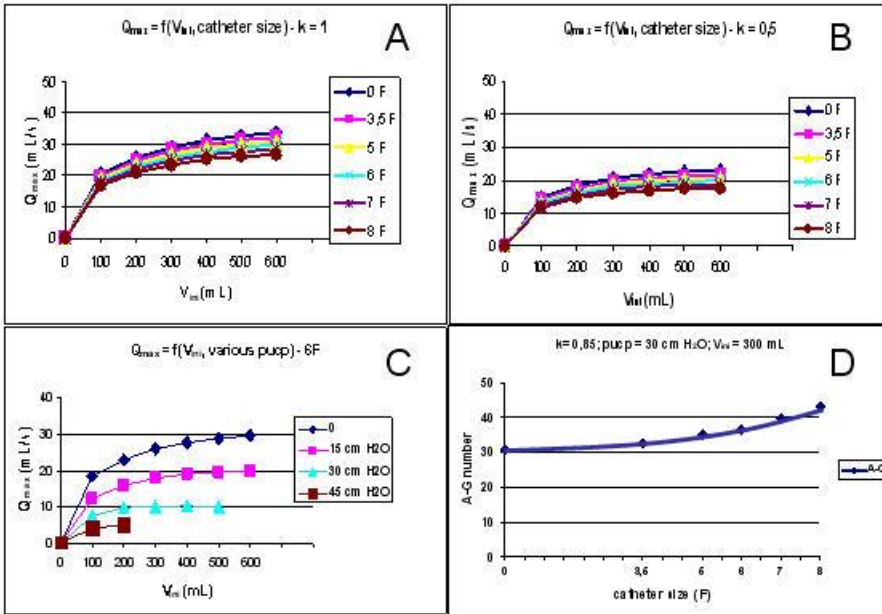 Qmax = f(Vini, catheter size) - k = 1
A
Qmax (mL/s)
50
40
30
20
10
0
0 100 200 300 400 500 600
Vini (mL)
0 F
3,5 F
5 F
6 F
7 F
8 F
Qmax = f(Vini, catheter size) - k = 0,5
B
Qmax (mL/s)
50
40
30
20
10
0
0 100 200 300 400 500 600
Vini (mL)
0 F
3,5 F
5 F
6 F
7 F
8 F
Qmax = f(Vini, various pucp) - 6F
C
Qmax (mL/s)
40
30
20
10
0
0 100 200 300 400 500 600
Vini (mL)
0
15 cm H2O
30 cm H2O
45 cm H2O
k= 0,85; pucp = 30 cm H2O; Vini = 300 mL
D
A-G number
50
40
30
20
10
0
0 3,5 5 6 7 8
catheter size (F)
A-G